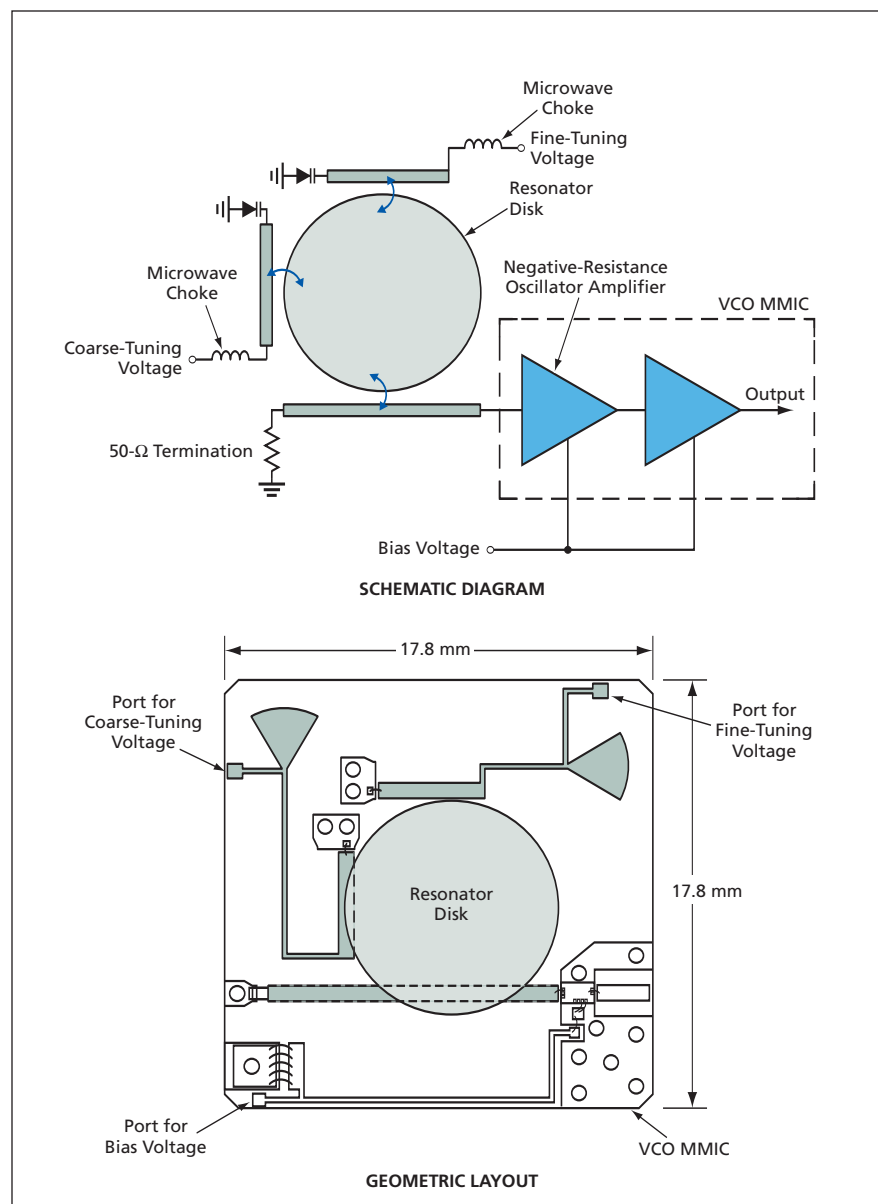 Microwave
Choke
Fine-Tuning
Voltage
Resonator
Disk
Microwave
Choke
Negative-Resistance
Oscillator Amplifier
VCO MMIC
Coarse-Tuning
Voltage
Output
50-Ω Termination
Bias Voltage
SCHEMATIC DIAGRAM
17.8 mm
Port for
Coarse-Tuning
Voltage
Port for
Fine-Tuning
Voltage
Resonator
Disk
17.8 mm
Port for
Bias Voltage
VCO MMIC
GEOMETRIC LAYOUT